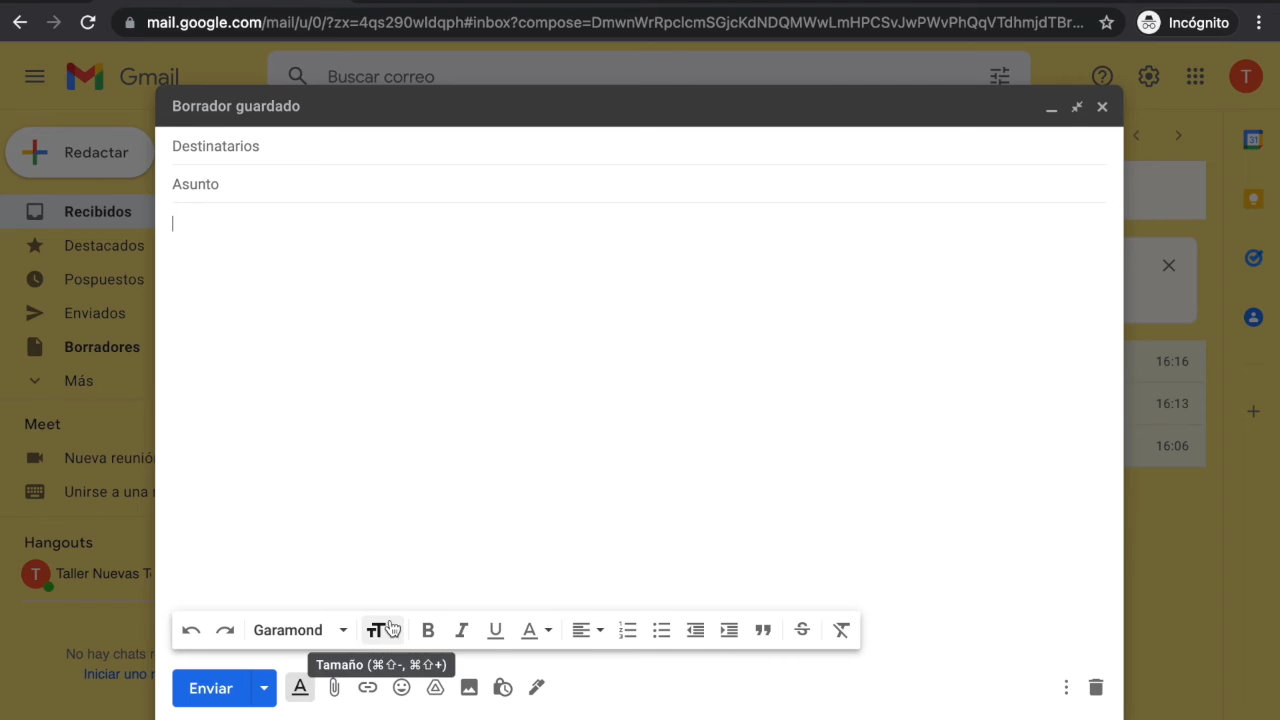 mail.google.com/mail/u/0/?zx=4qs290wldqph#inbox?compose=DmwnWrRpclcmSGjcKdNDQMWwLmHPCSvJwPWvPhQqVTdhmjdTBr...
Incógnito
Gmail
Buscar correo
T
Redactar
Recibidos
Destacados
Pospuestos
Enviados
Borradores
Más
Meet
Nueva reunió
Unirse a una
Hangouts
T
Taller Nuevas T
No hay chats
Iniciar uno
Borrador guardado
Destinatarios
Asunto
31
16:16
16:13
16:06
Garamond
Tamaño (⌘⇧-, ⌘⇧+)
Enviar